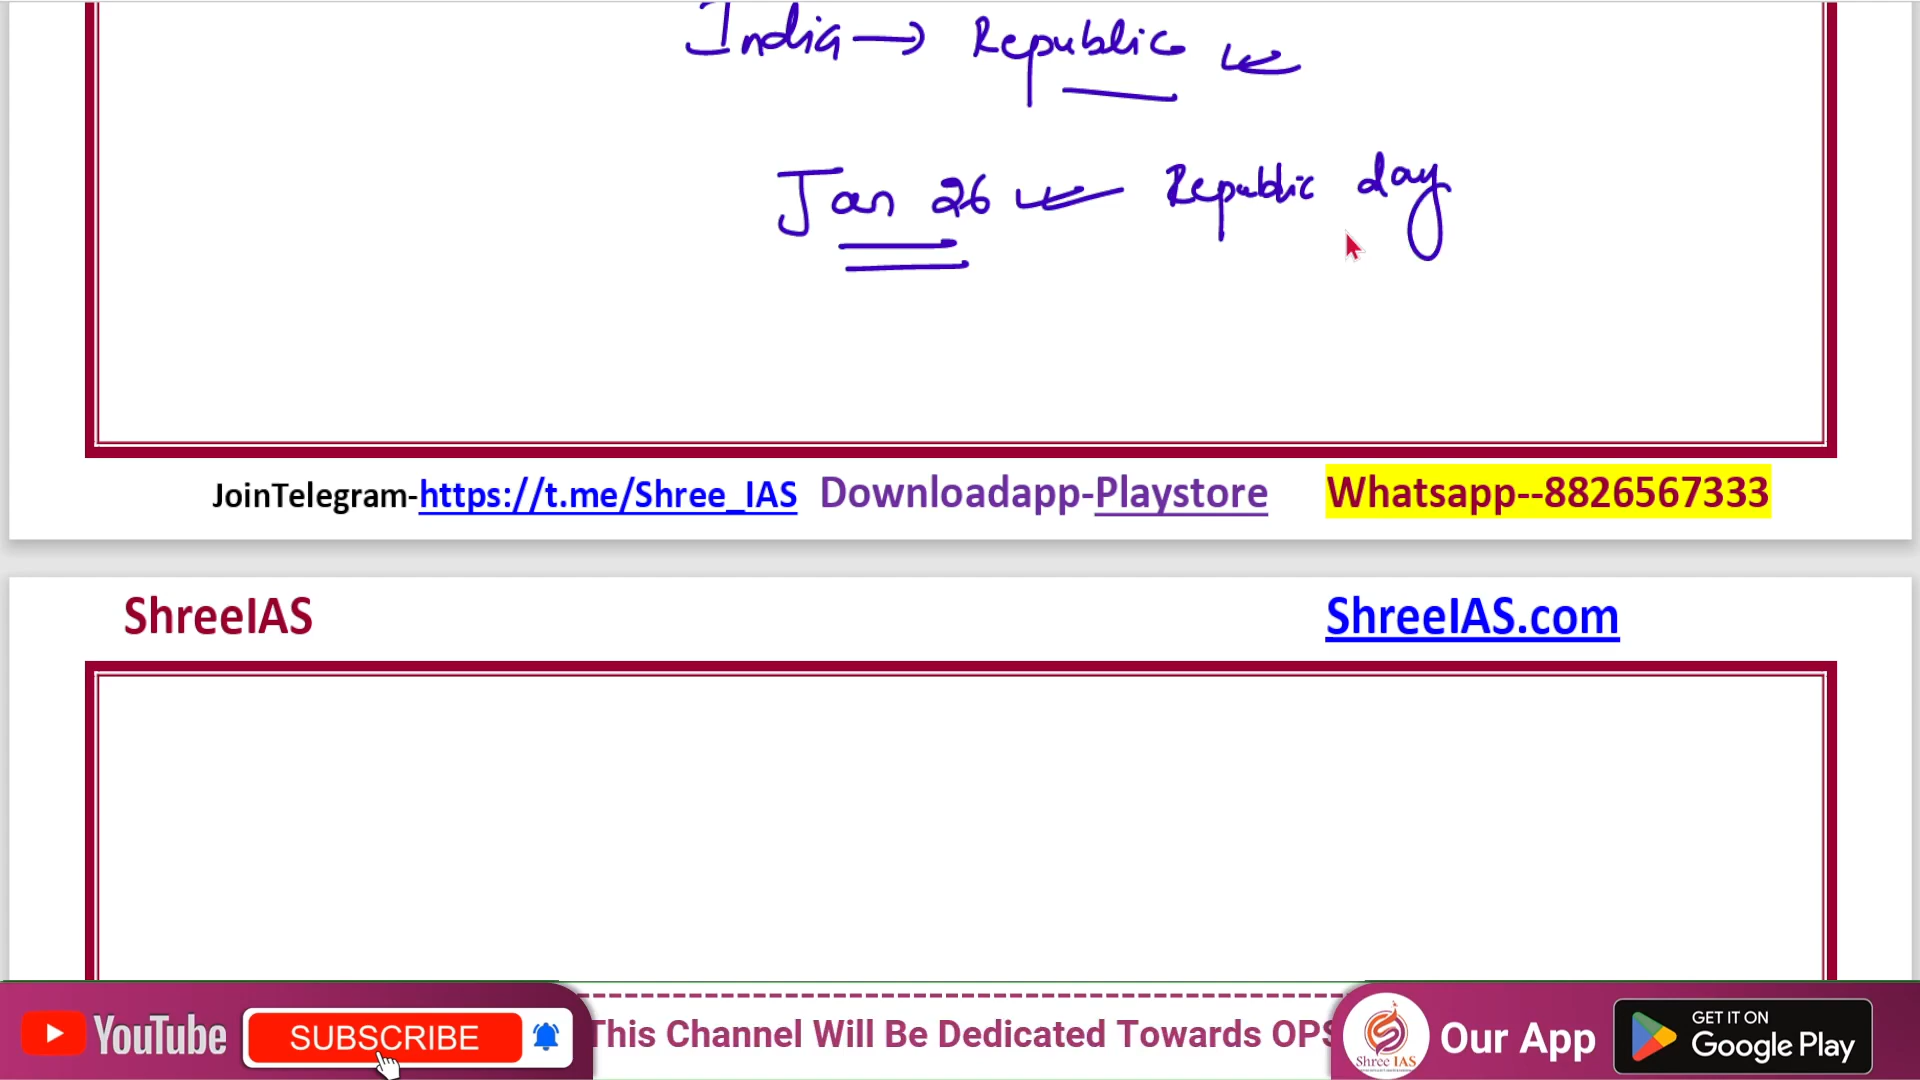 India → Republic
Jan 26 Republic day
JoinTelegram-https://t.me/Shree_IAS Downloadapp-Playstore Whatsapp--8826567333
ShreeIAS ShreeIAS.com
YouTube SUBSCRIBE This Channel Will Be Dedicated Towards OPS Shree IAS Our App GET IT ON Google Play